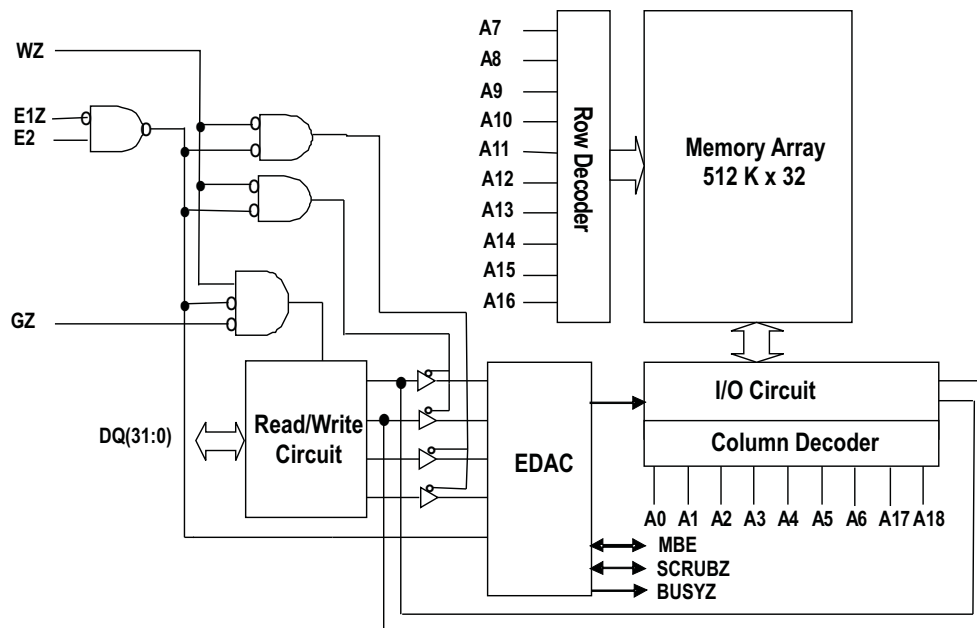 WZ
E1Z
E2
GZ
A7
A8
A9
A10
A11
A12
A13
A14
A15
A16
Row Decoder
Memory Array
512 K x 32
Read/Write
Circuit
DQ(31:0)
EDAC
I/O Circuit
Column Decoder
A0 A1 A2 A3 A4 A5 A6 A17 A18
MBE
SCRUBZ
BUSYZ